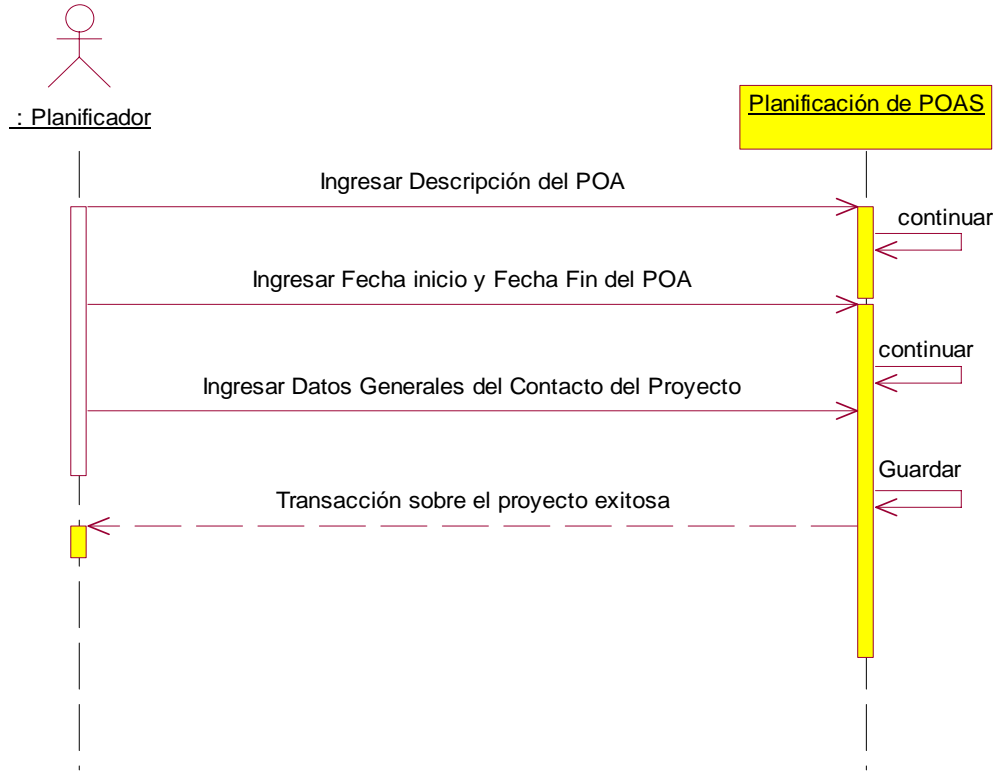 : Planificador
Planificación de POAS
Ingresar Descripción del POA
continuar
Ingresar Fecha inicio y Fecha Fin del POA
continuar
Ingresar Datos Generales del Contacto del Proyecto
Guardar
Transacción sobre el proyecto exitosa